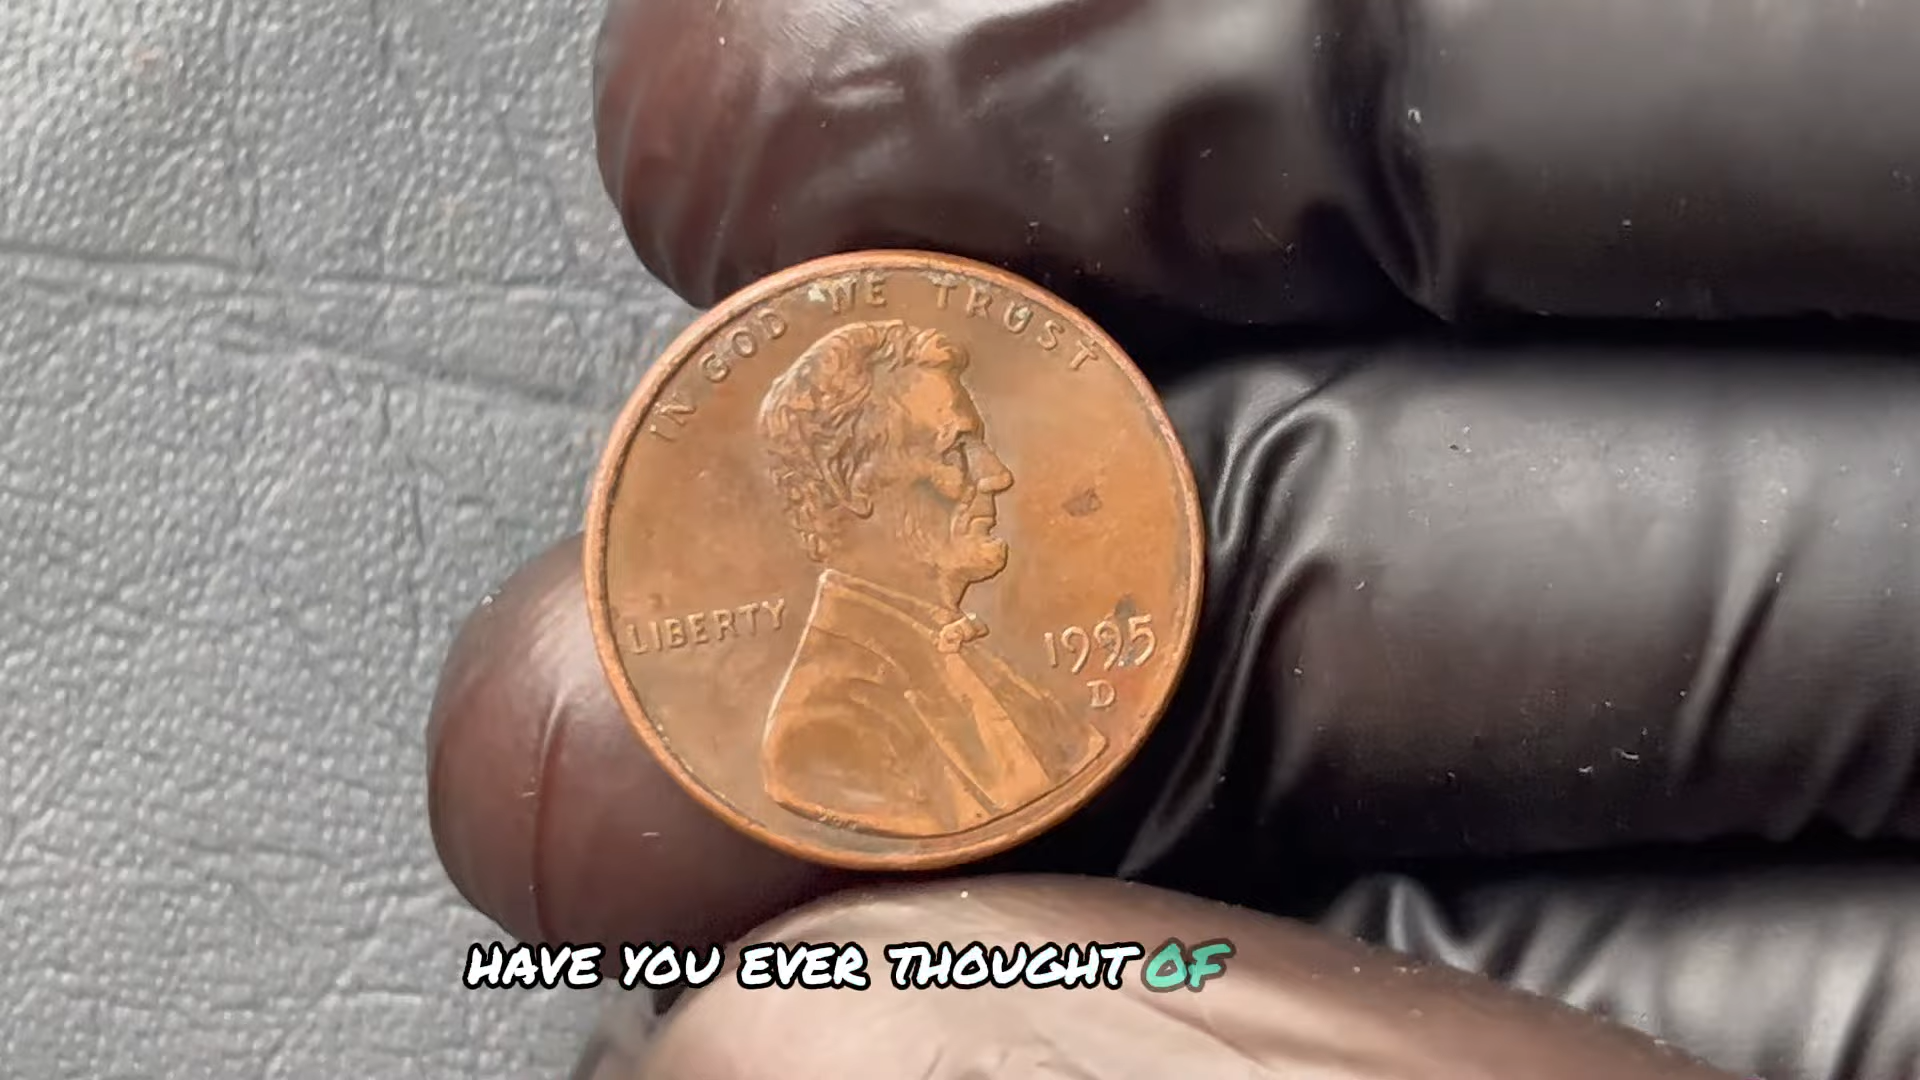 IN GOD WE TRUST
LIBERTY
1995
D
HAVE YOU EVER THOUGHT OF